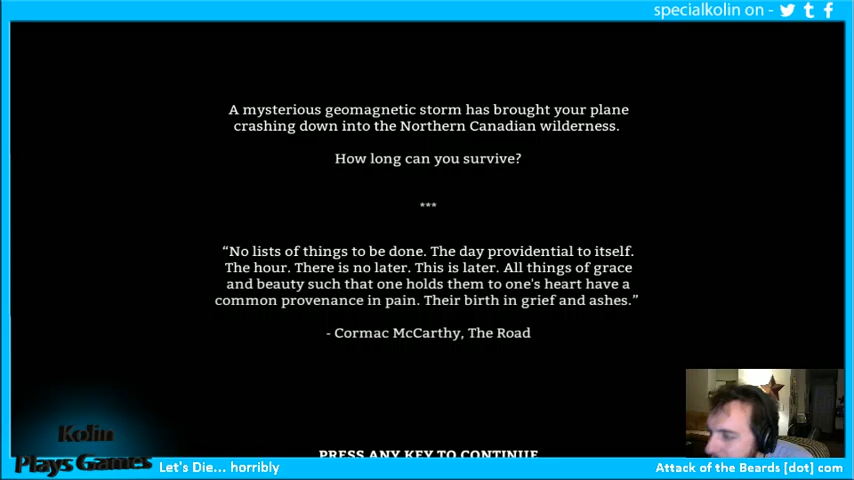 specialkolin on -
A mysterious geomagnetic storm has brought your plane
crashing down into the Northern Canadian wilderness.
How long can you survive?
***
“No lists of things to be done. The day providential to itself.
The hour. There is no later. This is later. All things of grace
and beauty such that one holds them to one's heart have a
common provenance in pain. Their birth in grief and ashes.”
- Cormac McCarthy, The Road
PRESS ANY KEY TO CONTINUE
Kolin
Plays Games
Let's Die... horribly
Attack of the Beards [dot] com